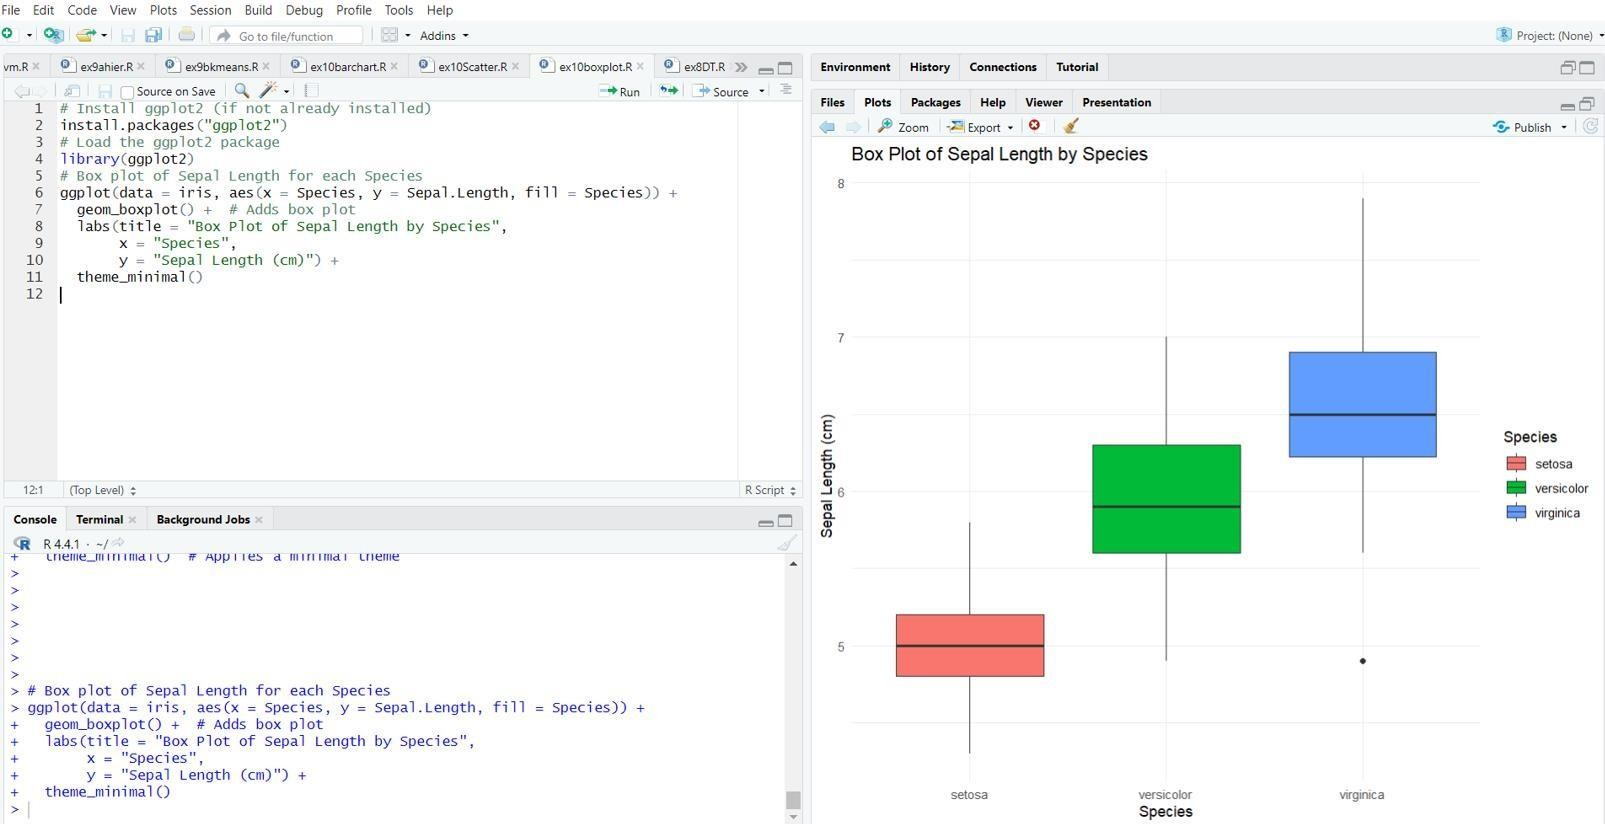 File Edit Code View Plots Session Build Debug Profile Tools Help
Go to file/function Addins Project: (None)
vm.R ex9ahier.R ex9bkmeans.R ex10barchart.R ex10Scatter.R ex10boxplot.R ex8DT.R
Source on Save Run Source
1 # Install ggplot2 (if not already installed)
2 install.packages("ggplot2")
3 # Load the ggplot2 package
4 library(ggplot2)
5 # Box plot of Sepal Length for each Species
6 ggplot(data = iris, aes(x = Species, y = Sepal.Length, fill = Species)) +
7   geom_boxplot() +  # Adds box plot
8   labs(title = "Box Plot of Sepal Length by Species",
9        x = "Species",
10        y = "Sepal Length (cm)") +
11   theme_minimal()
12
12:1 (Top Level) R Script
Console Terminal Background Jobs
R 4.4.1 · ~/
+   theme_minimal()  # Applies a minimal theme
>
>
>
>
>
>
>
> # Box plot of Sepal Length for each Species
> ggplot(data = iris, aes(x = Species, y = Sepal.Length, fill = Species)) +
+   geom_boxplot() +  # Adds box plot
+   labs(title = "Box Plot of Sepal Length by Species",
+        x = "Species",
+        y = "Sepal Length (cm)") +
+   theme_minimal()
>
Environment History Connections Tutorial
Files Plots Packages Help Viewer Presentation
Zoom Export Publish
Box Plot of Sepal Length by Species
8
7
6
5
Sepal Length (cm)
setosa versicolor virginica
Species
Species
setosa
versicolor
virginica